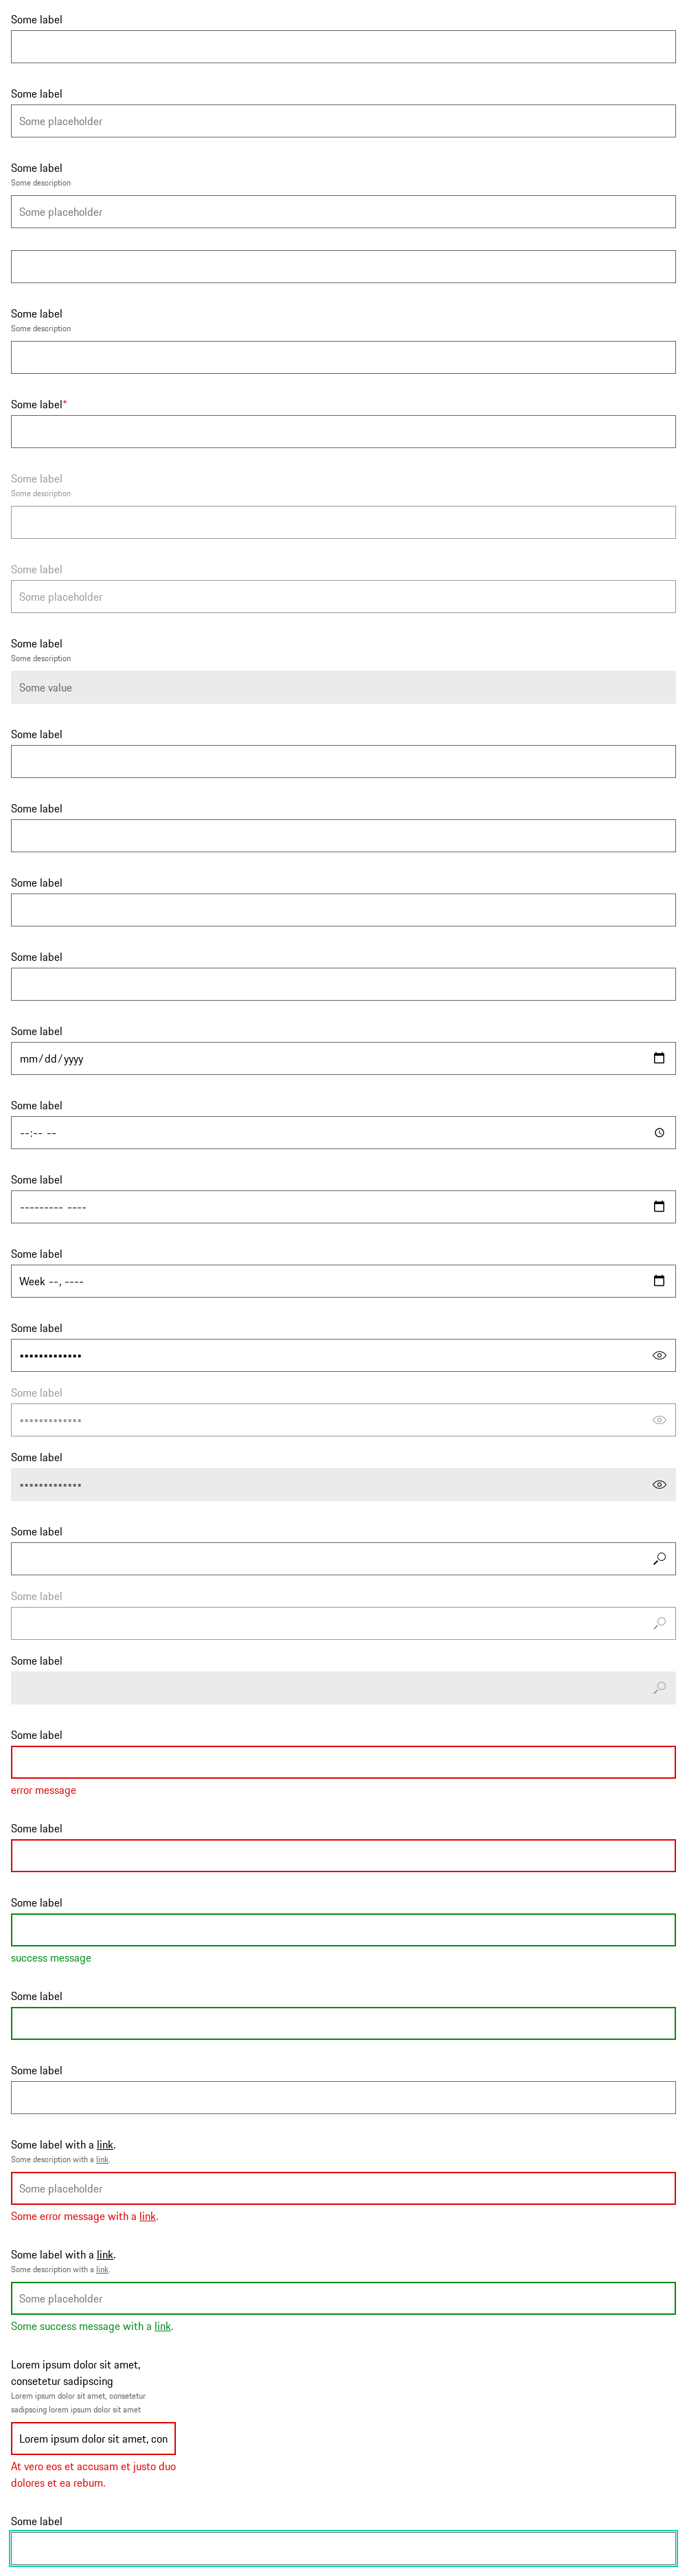 Some label
Some label
Some placeholder
Some label
Some description
Some placeholder
Some label
Some description
Some label*
Some label
Some description
Some label
Some placeholder
Some label
Some description
Some value
Some label
Some label
Some label
Some label
Some label
mm/dd/yyyy
Some label
--:-- --
Some label
--------- ----
Some label
Week --, ----
Some label
•••••••••••••
Some label
•••••••••••••
Some label
•••••••••••••
Some label
Some label
Some label
Some label
error message
Some label
Some label
success message
Some label
Some label
Some label with a link.
Some description with a link.
Some placeholder
Some error message with a link.
Some label with a link.
Some description with a link.
Some placeholder
Some success message with a link.
Lorem ipsum dolor sit amet,
consetetur sadipscing
Lorem ipsum dolor sit amet, consetetur
sadipscing lorem ipsum dolor sit amet
Lorem ipsum dolor sit amet, con
At vero eos et accusam et justo duo
dolores et ea rebum.
Some label